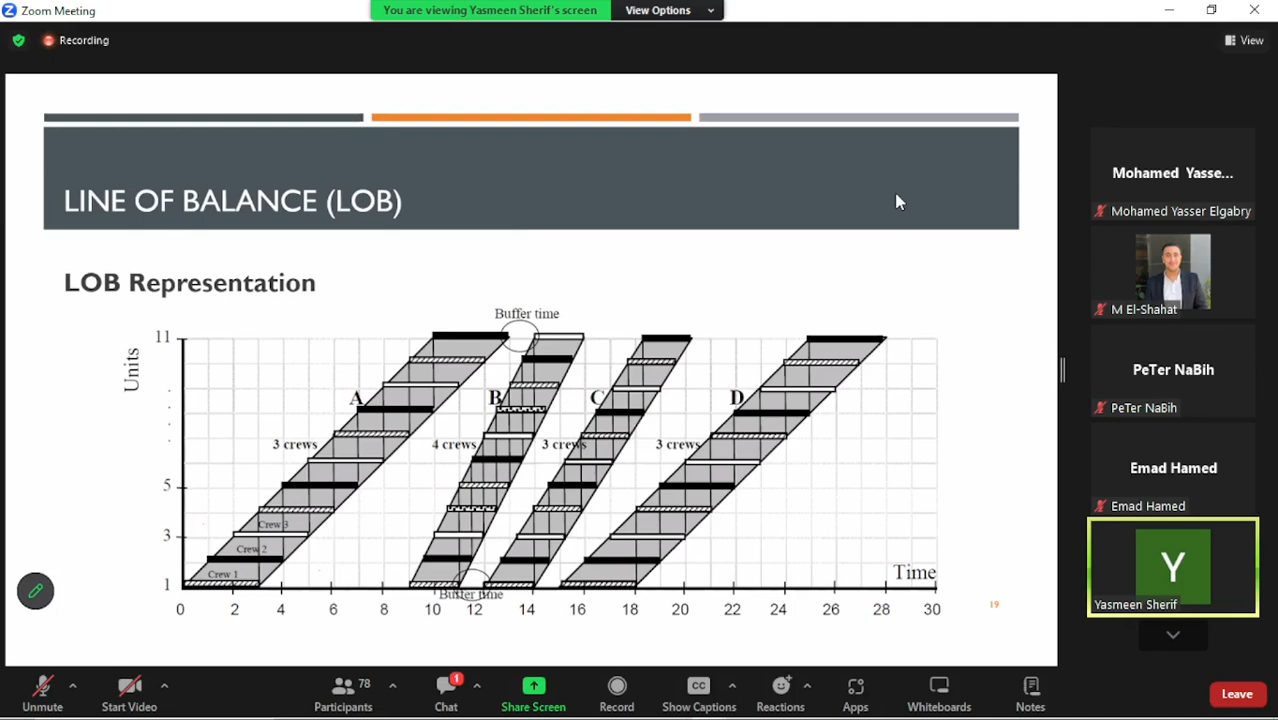 Zoom Meeting
You are viewing Yasmeen Sherif's screen
View Options
Recording
View
LINE OF BALANCE (LOB)
LOB Representation
Buffer time
Units
11
5
3
1
A
B
C
D
3 crews
4 crews
3 crews
3 crews
Crew 3
Crew 2
Crew 1
Buffer time
Time
0 2 4 6 8 10 12 14 16 18 20 22 24 26 28 30
19
Mohamed Yasse...
Mohamed Yasser Elgabry
M El-Shahat
PeTer NaBih
PeTer NaBih
Emad Hamed
Emad Hamed
Y
Yasmeen Sherif
Unmute
Start Video
Participants
78
Chat
1
Share Screen
Record
CC
Show Captions
Reactions
Apps
Whiteboards
Notes
Leave